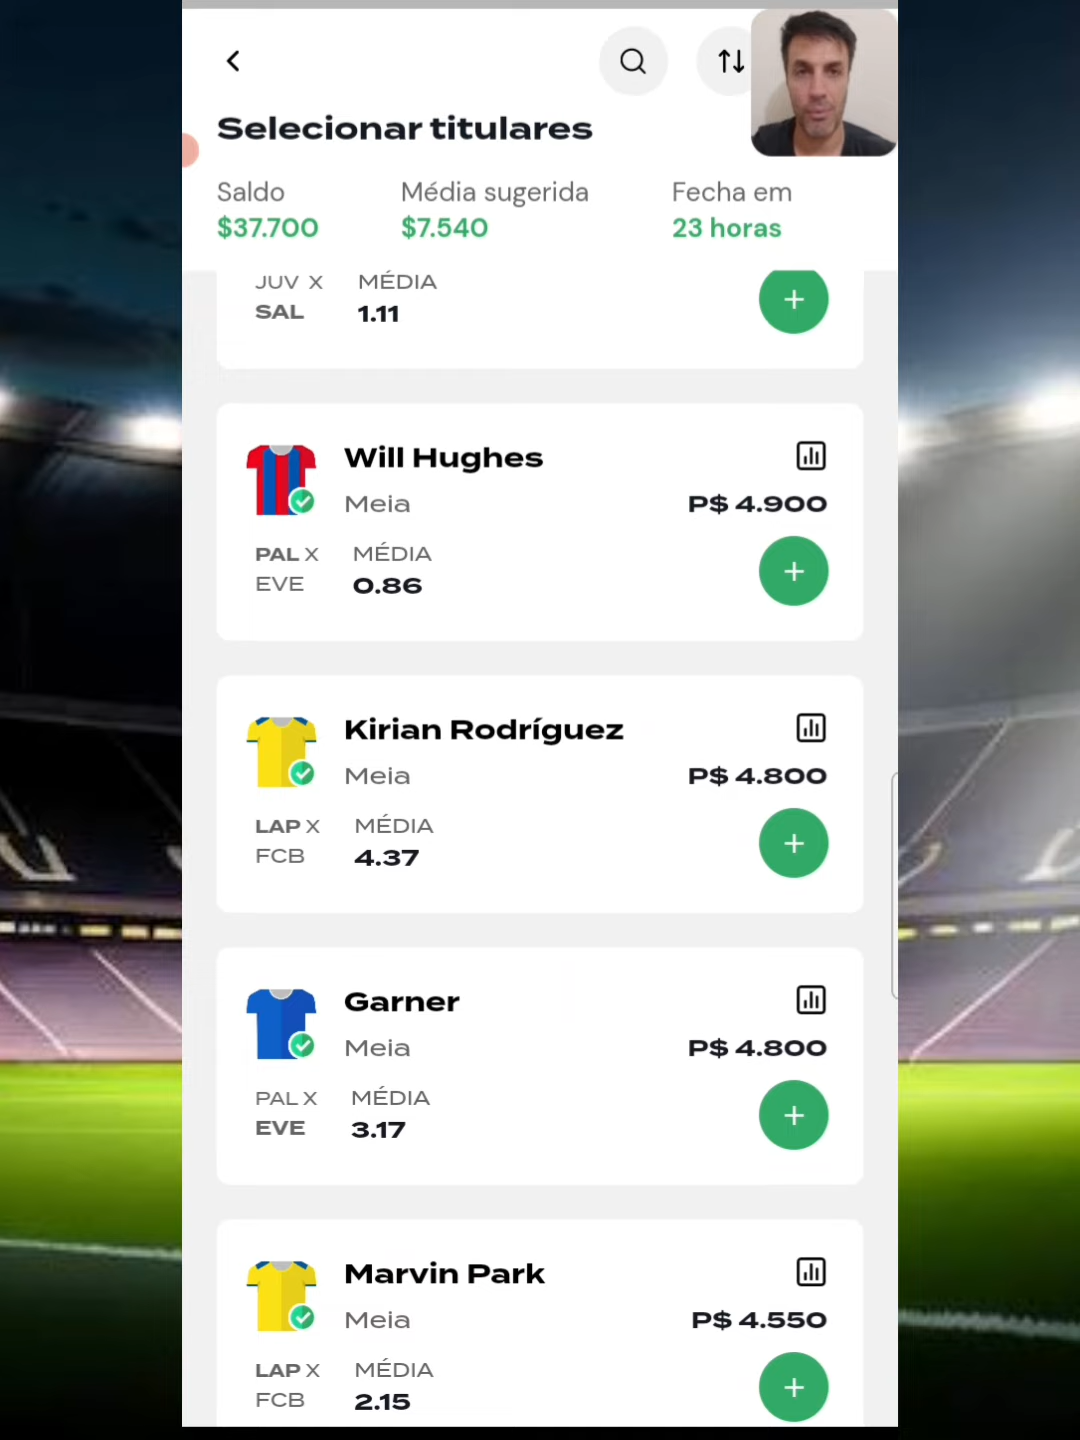 Selecionar titulares
Saldo
Média sugerida
Fecha em
$37.700
$7.540
23 horas
JUV X
SAL
MÉDIA
1.11
Will Hughes
Meia
P$ 4.900
PAL X
EVE
MÉDIA
0.86
Kirian Rodríguez
Meia
P$ 4.800
LAP X
FCB
MÉDIA
4.37
Garner
Meia
P$ 4.800
PAL X
EVE
MÉDIA
3.17
Marvin Park
Meia
P$ 4.550
LAP X
FCB
MÉDIA
2.15